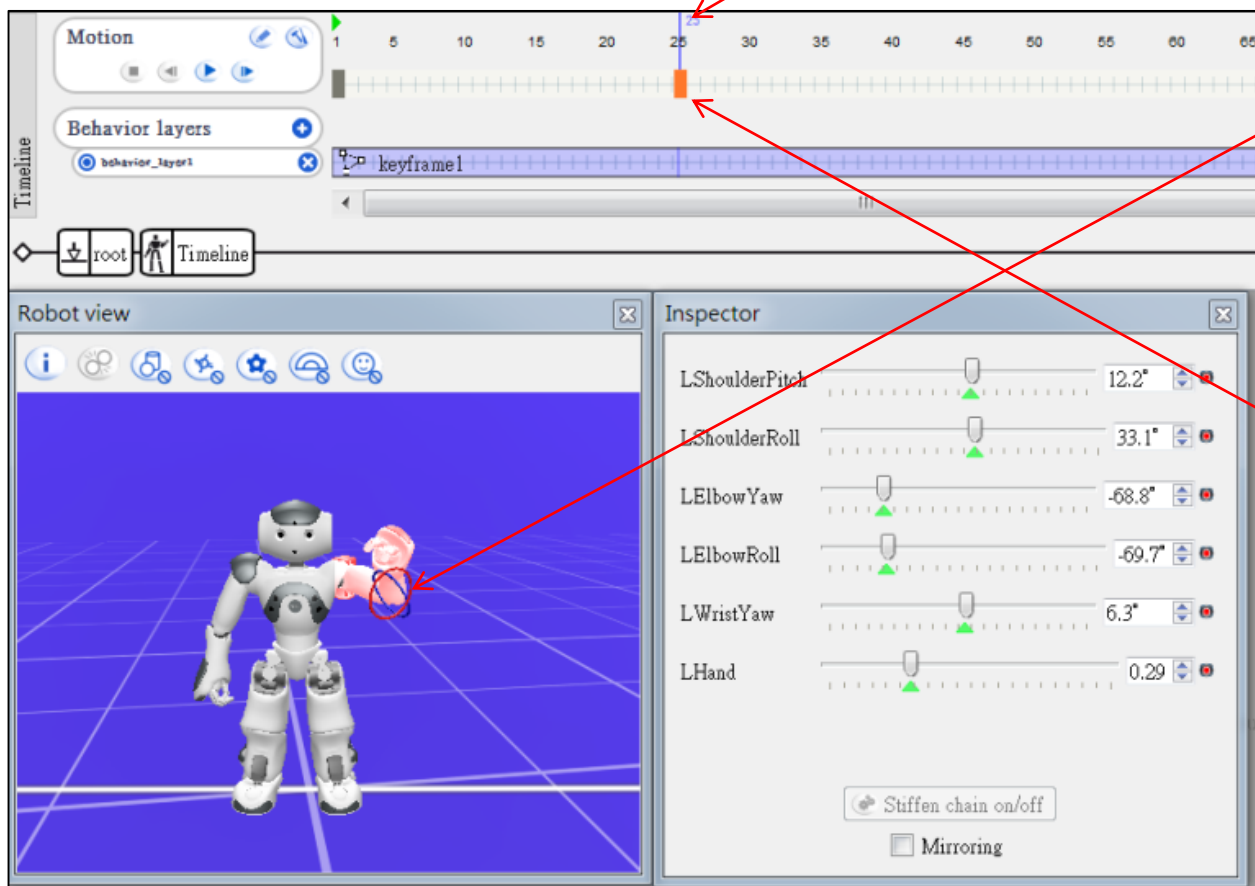 Motion
25
1 5 10 15 20 25 30 35 40 45 50 55 60 65
Timeline
Behavior layers
behavior_layer1
keyframe1
root Timeline
Robot view
Inspector
LShoulderPitch 12.2°
LShoulderRoll 33.1°
LElbowYaw -68.8°
LElbowRoll -69.7°
LWristYaw 6.3°
LHand 0.29
Stiffen chain on/off
Mirroring